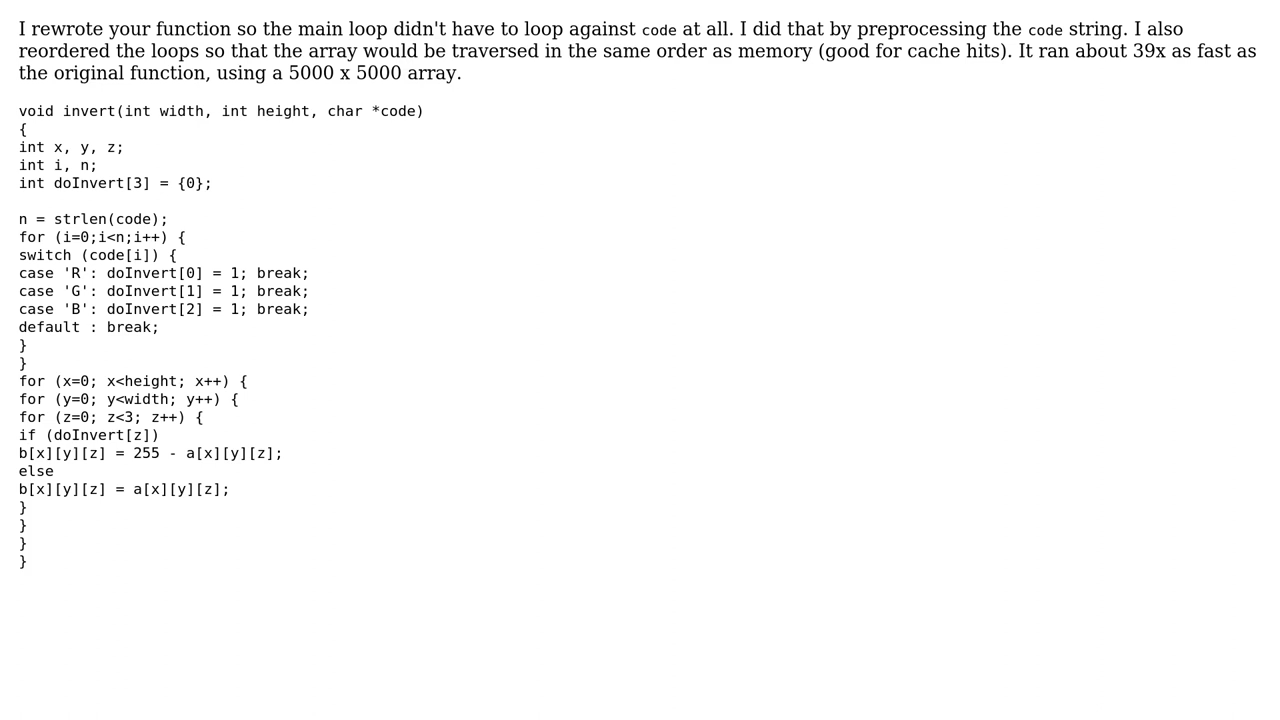 I rewrote your function so the main loop didn't have to loop against code at all. I did that by preprocessing the code string. I also
reordered the loops so that the array would be traversed in the same order as memory (good for cache hits). It ran about 39x as fast as
the original function, using a 5000 x 5000 array.
void invert(int width, int height, char *code)
{
int x, y, z;
int i, n;
int doInvert[3] = {0};
n = strlen(code);
for (i=0;i<n;i++) {
switch (code[i]) {
case 'R': doInvert[0] = 1; break;
case 'G': doInvert[1] = 1; break;
case 'B': doInvert[2] = 1; break;
default : break;
}
}
for (x=0; x<height; x++) {
for (y=0; y<width; y++) {
for (z=0; z<3; z++) {
if (doInvert[z])
b[x][y][z] = 255 - a[x][y][z];
else
b[x][y][z] = a[x][y][z];
}
}
}
}